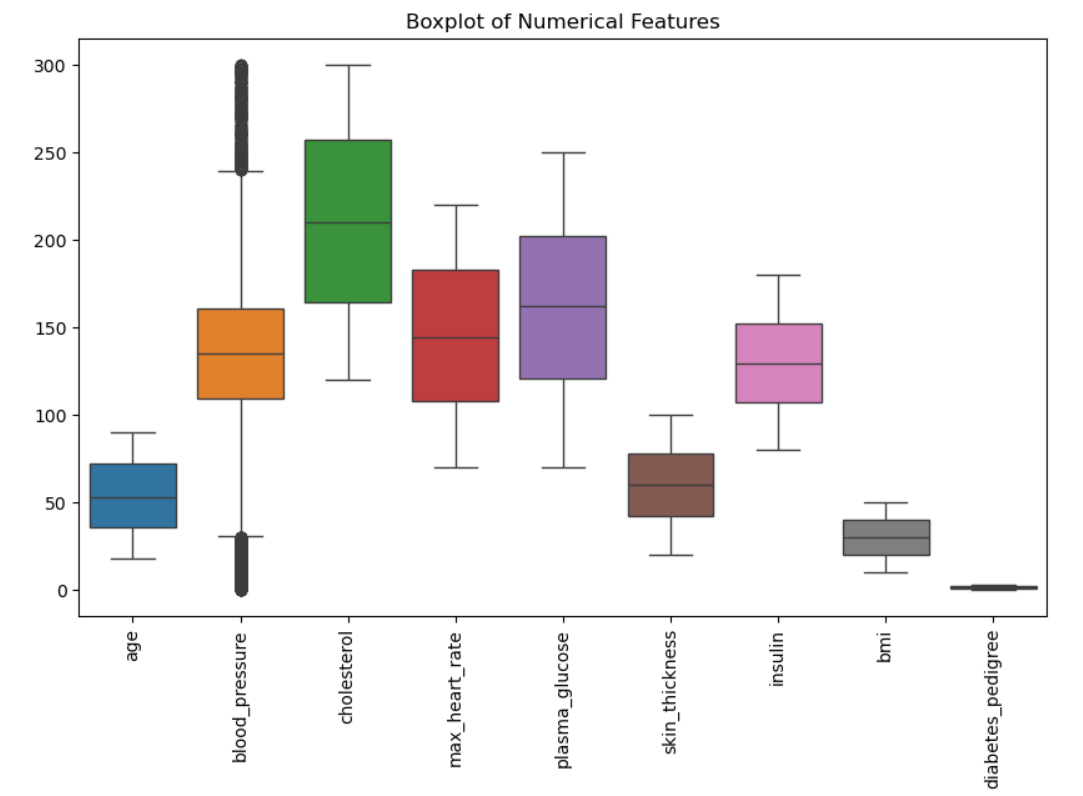 Boxplot of Numerical Features
300
250
200
150
100
50
0
age
blood_pressure
cholesterol
max_heart_rate
plasma_glucose
skin_thickness
insulin
bmi
diabetes_pedigree